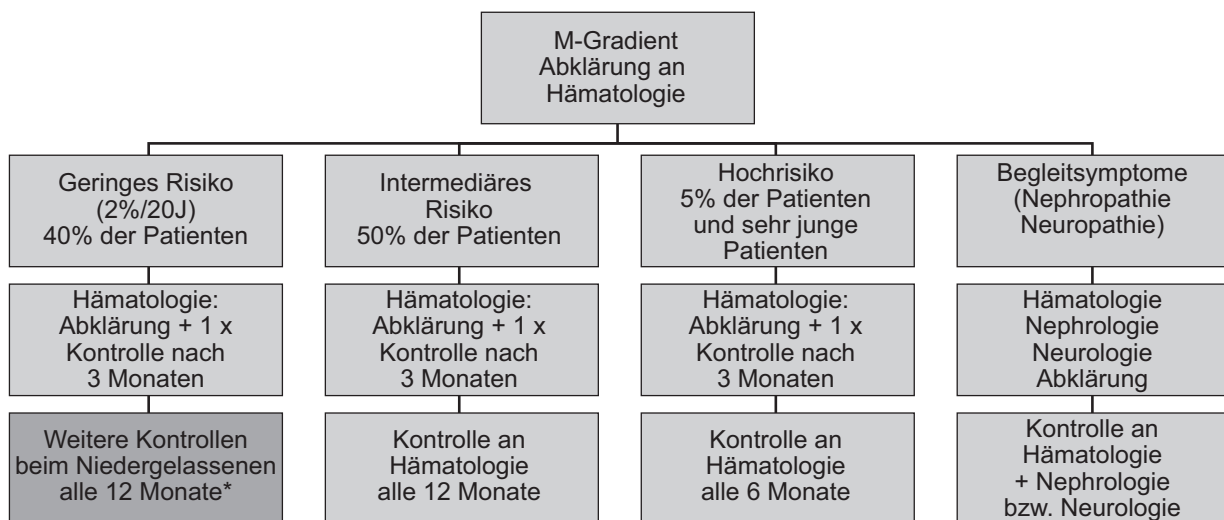 M-Gradient
Abklärung an
Hämatologie
Geringes Risiko
(2%/20J)
40% der Patienten
Intermediäres
Risiko
50% der Patienten
Hochrisiko
5% der Patienten
und sehr junge
Patienten
Begleitsymptome
(Nephropathie
Neuropathie)
Hämatologie:
Abklärung + 1 x
Kontrolle nach
3 Monaten
Hämatologie:
Abklärung + 1 x
Kontrolle nach
3 Monaten
Hämatologie:
Abklärung + 1 x
Kontrolle nach
3 Monaten
Hämatologie
Nephrologie
Neurologie
Abklärung
Weitere Kontrollen
beim Niedergelassenen
alle 12 Monate*
Kontrolle an
Hämatologie
alle 12 Monate
Kontrolle an
Hämatologie
alle 6 Monate
Kontrolle an
Hämatologie
+ Nephrologie
bzw. Neurologie